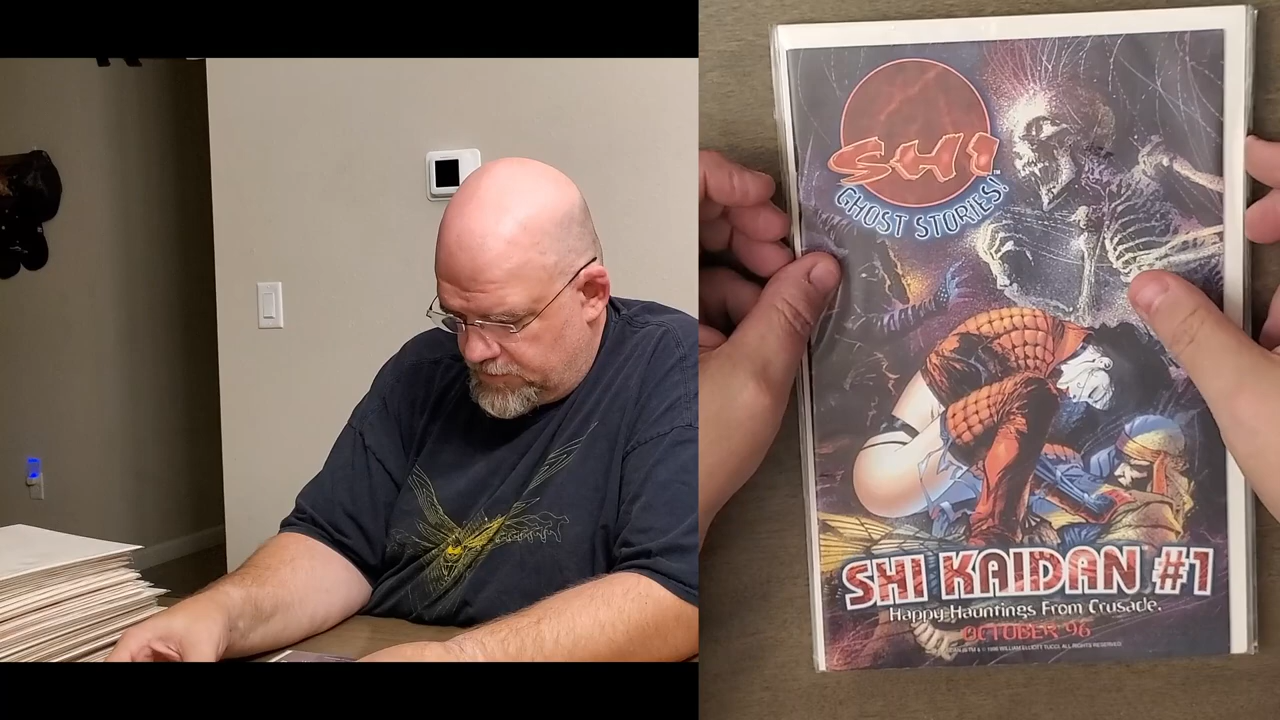 SHI
GHOST STORIES!
SHI KAIDAN #1
Happy Hauntings From Crusade.
OCTOBER 96